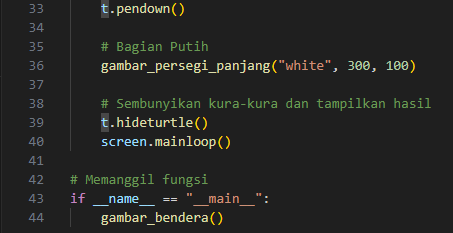 33 t.pendown()
34
35 # Bagian Putih
36 gambar_persegi_panjang("white", 300, 100)
37
38 # Sembunyikan kura-kura dan tampilkan hasil
39 t.hideturtle()
40 screen.mainloop()
41
42 # Memanggil fungsi
43 if __name__ == "__main__":
44 gambar_bendera()